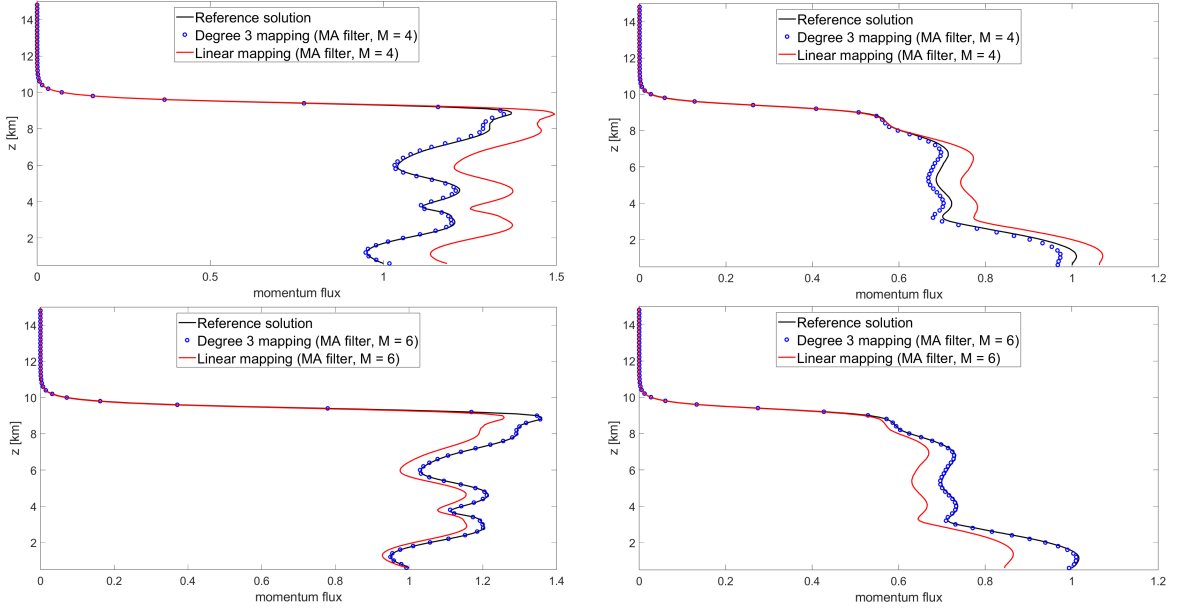 Reference solution
Degree 3 mapping (MA filter, M = 4)
Linear mapping (MA filter, M = 4)
z [km]
14
12
10
8
6
4
2
0
0.5
1
1.5
momentum flux
Reference solution
Degree 3 mapping (MA filter, M = 4)
Linear mapping (MA filter, M = 4)
z [km]
14
12
10
8
6
4
2
0
0.2
0.4
0.6
0.8
1
1.2
momentum flux
Reference solution
Degree 3 mapping (MA filter, M = 6)
Linear mapping (MA filter, M = 6)
z [km]
14
12
10
8
6
4
2
0
0.2
0.4
0.6
0.8
1
1.2
1.4
momentum flux
Reference solution
Degree 3 mapping (MA filter, M = 6)
Linear mapping (MA filter, M = 6)
z [km]
14
12
10
8
6
4
2
0
0.2
0.4
0.6
0.8
1
1.2
momentum flux